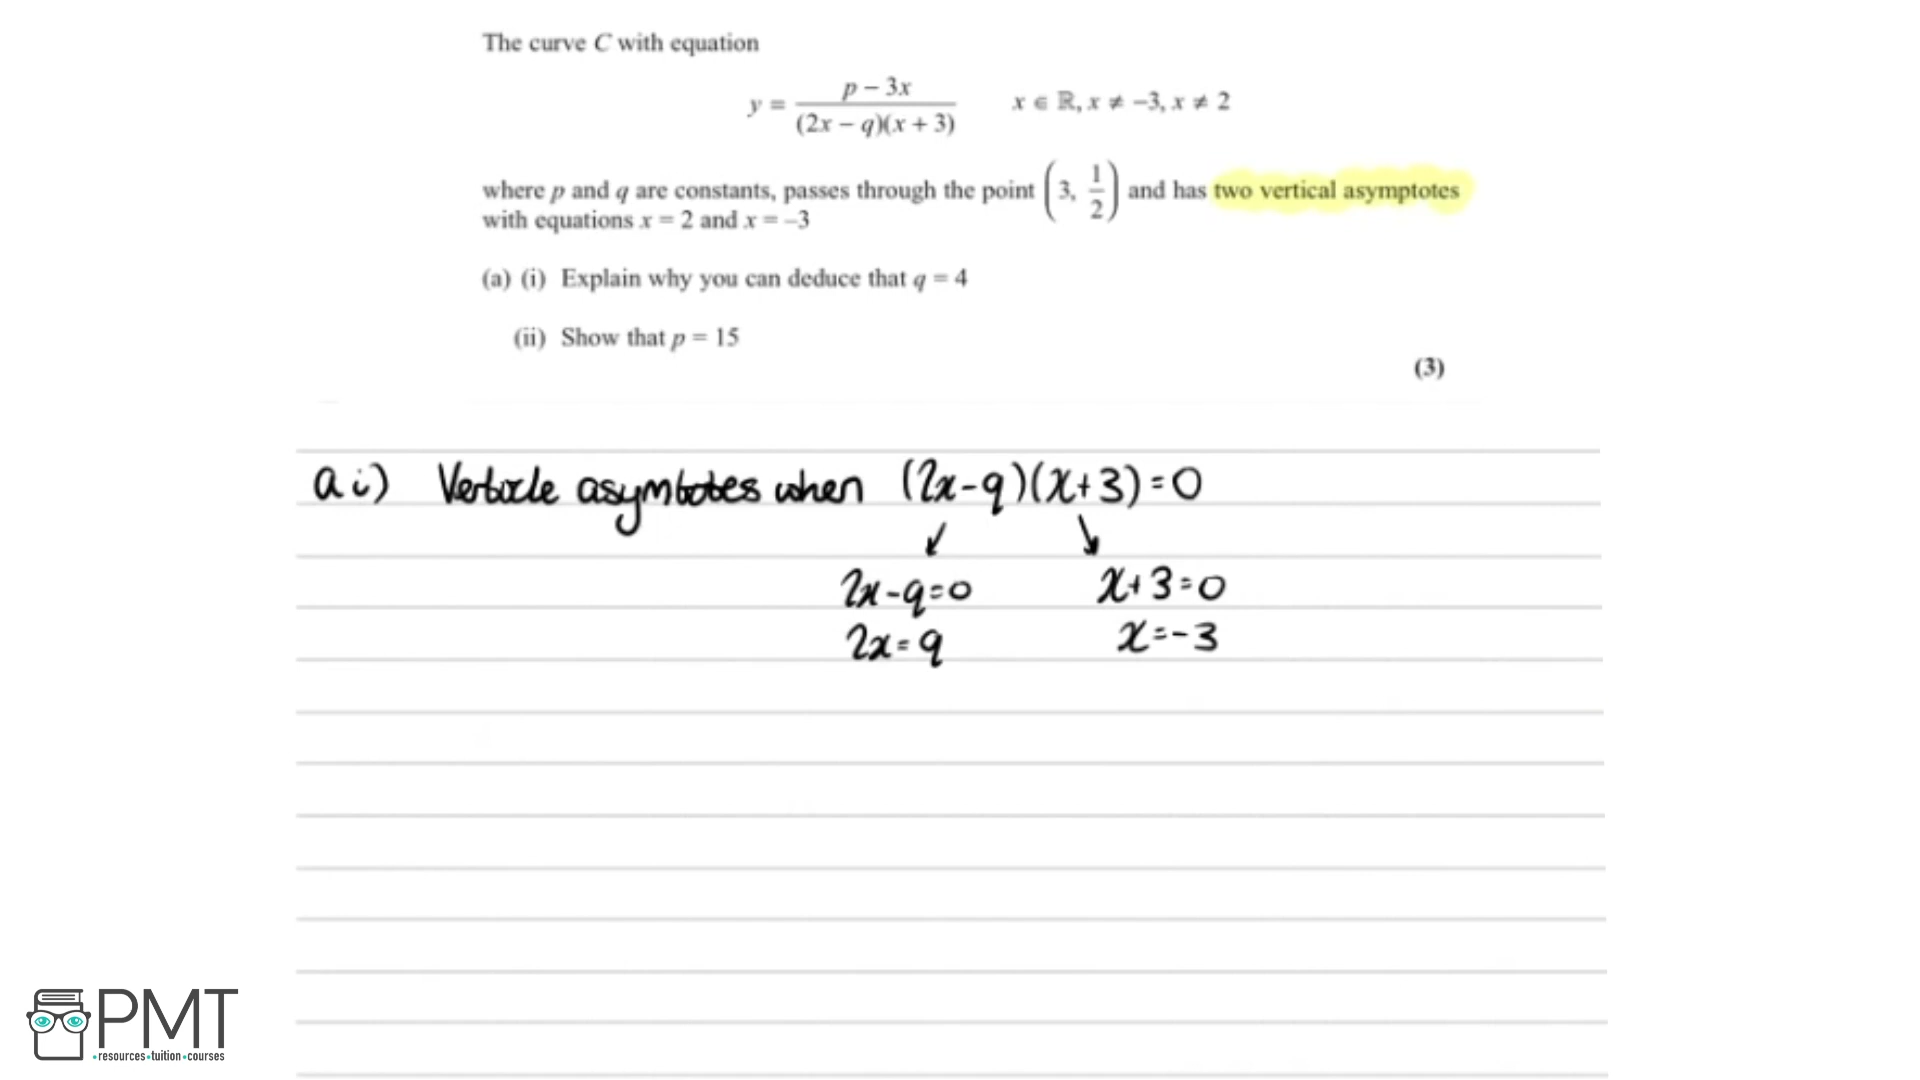 The curve C with equation
y = \frac{p - 3x}{(2x - q)(x + 3)} x ∈ ℝ, x ≠ −3, x ≠ 2
where p and q are constants, passes through the point (3, \frac{1}{2}) and has two vertical asymptotes
with equations x = 2 and x = −3
(a) (i) Explain why you can deduce that q = 4
(ii) Show that p = 15
(3)
a i) Verticle asymtotes when (2x-q)(x+3)=0
↙ ↘
2x-q=0 x+3=0
2x=q x=-3
PMT
•resources•tuition•courses